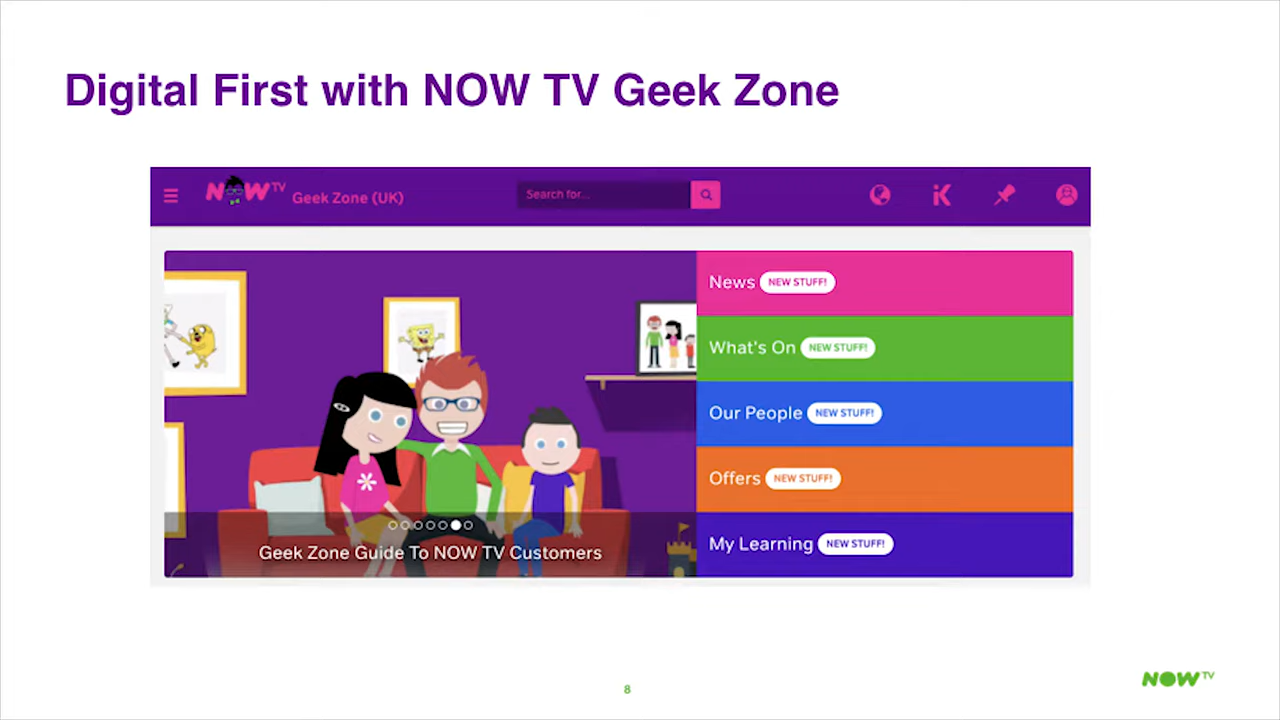 Digital First with NOW TV Geek Zone
NOW TV Geek Zone (UK)
Search for...
News NEW STUFF!
What's On NEW STUFF!
Our People NEW STUFF!
Offers NEW STUFF!
My Learning NEW STUFF!
Geek Zone Guide To NOW TV Customers
8
NOW TV